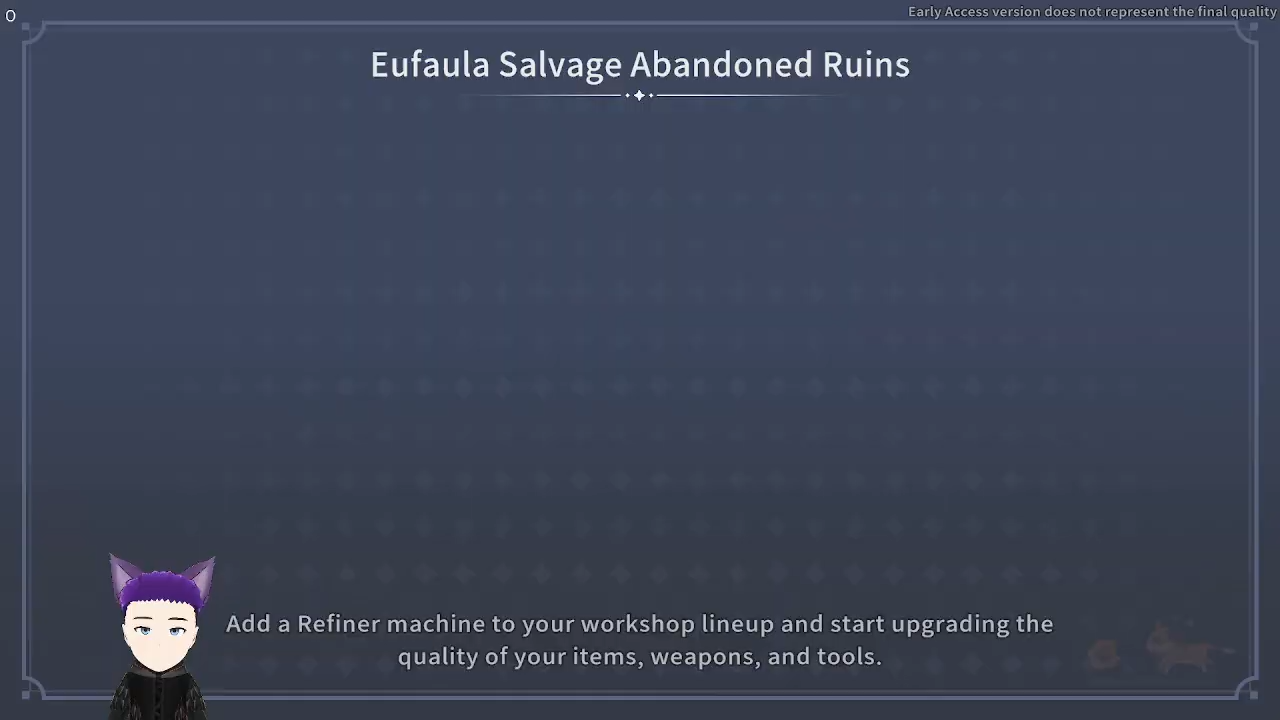 O
Early Access version does not represent the final quality
Eufaula Salvage Abandoned Ruins
Add a Refiner machine to your workshop lineup and start upgrading the
quality of your items, weapons, and tools.